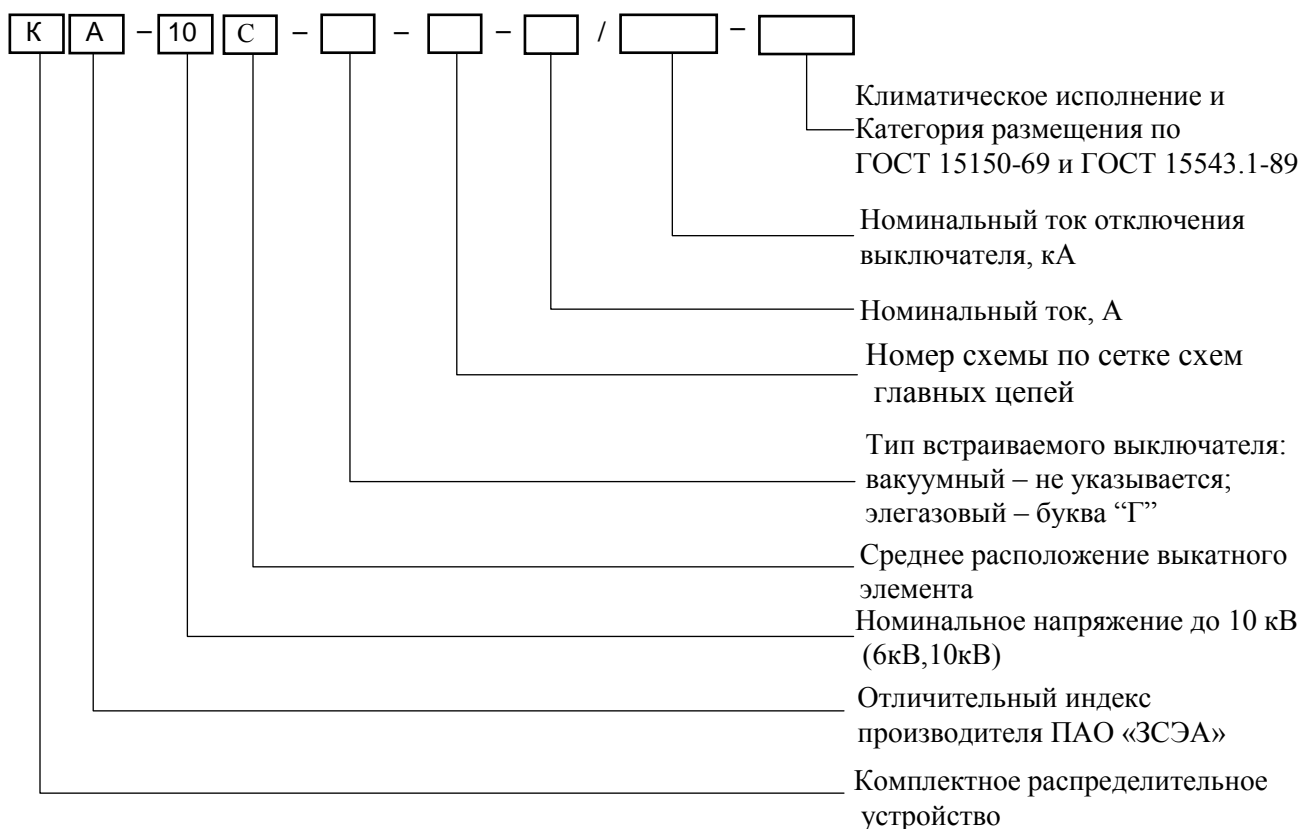 К А – 10 С – – – / –
Климатическое исполнение и
Категория размещения по
ГОСТ 15150-69 и ГОСТ 15543.1-89
Номинальный ток отключения
выключателя, кА
Номинальный ток, А
Номер схемы по сетке схем
главных цепей
Тип встраиваемого выключателя:
вакуумный – не указывается;
элегазовый – буква “Г”
Среднее расположение выкатного
элемента
Номинальное напряжение до 10 кВ
(6кВ,10кВ)
Отличительный индекс
производителя ПАО «ЗСЭА»
Комплектное распределительное
устройство